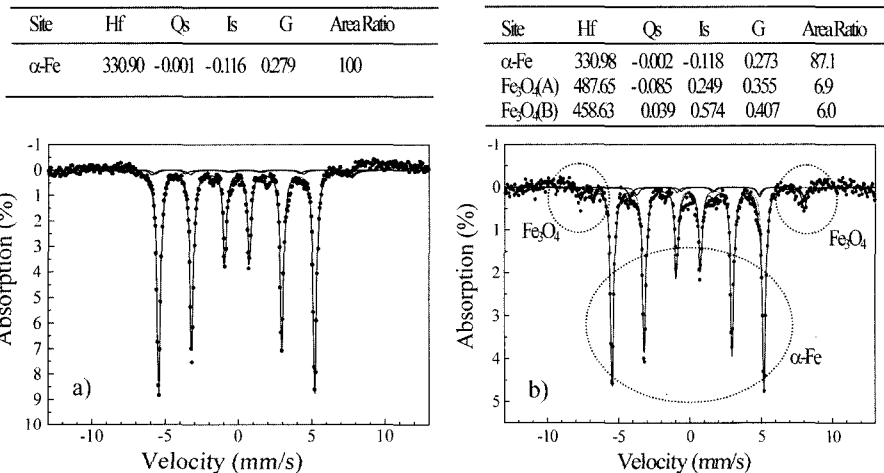 Site Hf Qs Is G Area Ratio
α-Fe 330.90 -0.001 -0.116 0.279 100
-1
0
1
2
3
4
5
6
7
8
9
10
Absorption (%)
a)
-10 -5 0 5 10
Velocity (mm/s)
Site Hf Qs Is G Area Ratio
α-Fe 330.98 -0.002 -0.118 0.273 87.1
Fe₃O₄(A) 487.65 -0.085 0.249 0.355 6.9
Fe₃O₄(B) 458.63 0.039 0.574 0.407 6.0
-1
0
1
2
3
4
5
Absorption (%)
Fe₃O₄
Fe₃O₄
α-Fe
b)
-10 -5 0 5 10
Velocity (mm/s)